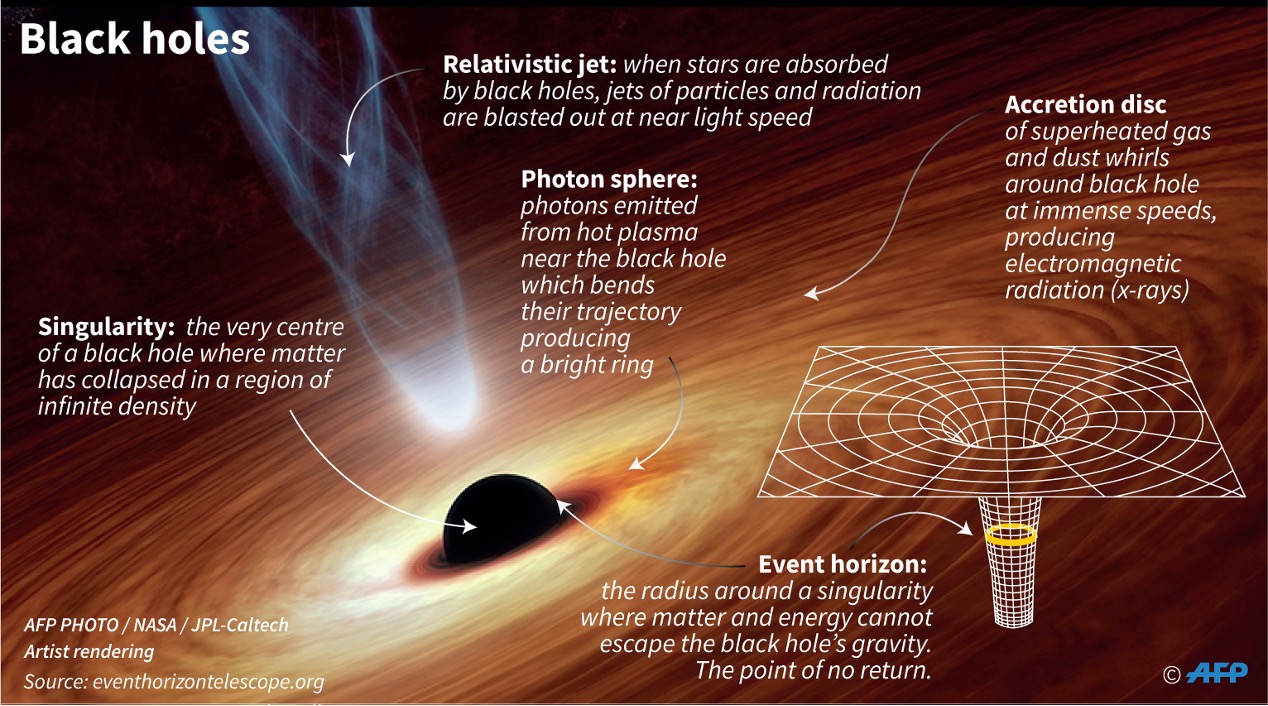 Black holes
Relativistic jet: when stars are absorbed
by black holes, jets of particles and radiation
are blasted out at near light speed
Accretion disc
of superheated gas
and dust whirls
around black hole
at immense speeds,
producing
electromagnetic
radiation (x-rays)
Photon sphere:
photons emitted
from hot plasma
near the black hole
which bends
their trajectory
producing
a bright ring
Singularity: the very centre
of a black hole where matter
has collapsed in a region of
infinite density
Event horizon:
the radius around a singularity
where matter and energy cannot
escape the black hole's gravity.
The point of no return.
AFP PHOTO / NASA / JPL-Caltech
Artist rendering
Source: eventhorizontelescope.org
© AFP